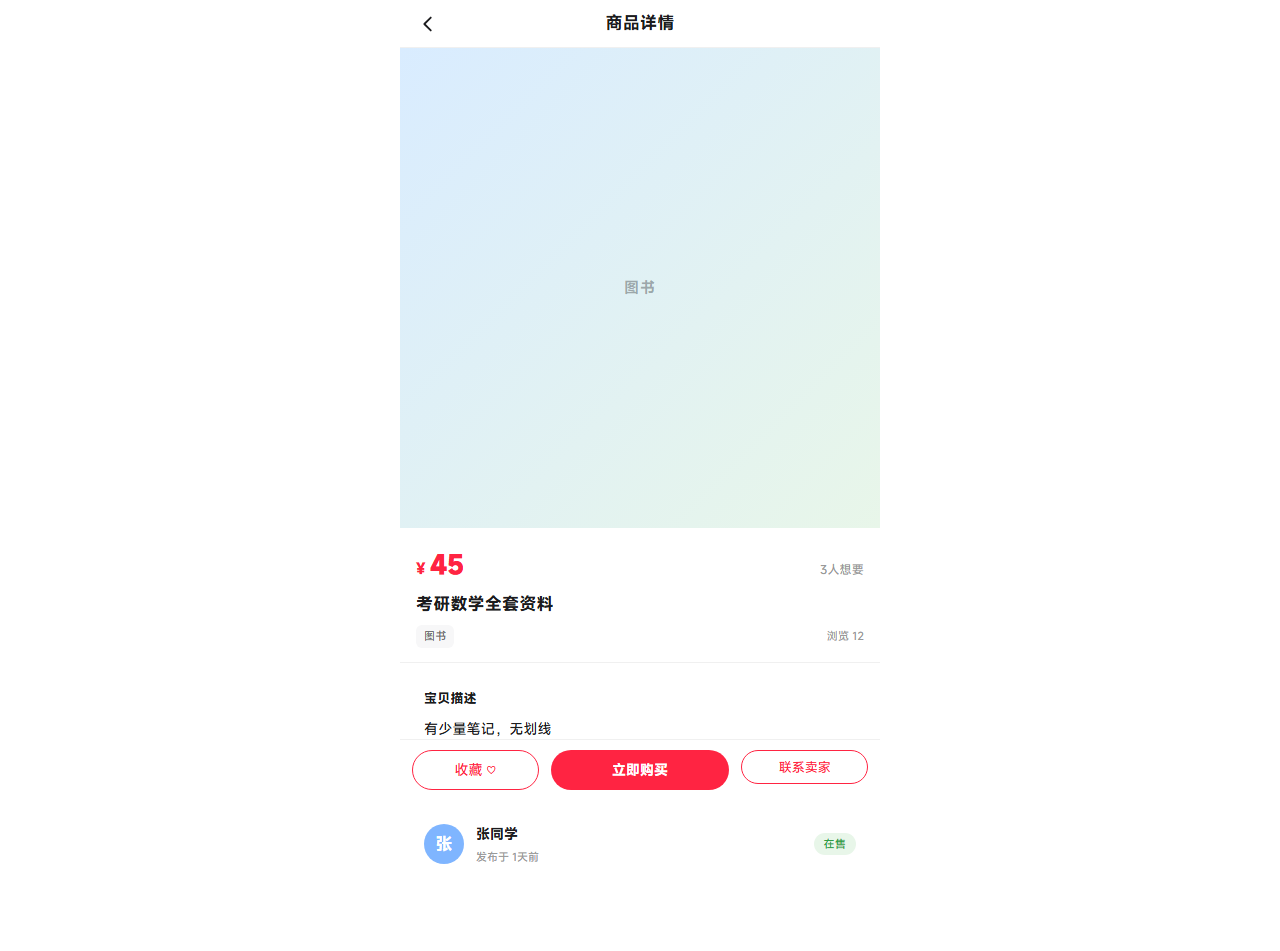 商品详情
图书
¥ 45
3人想要
考研数学全套资料
图书
浏览 12
宝贝描述
有少量笔记，无划线
收藏 ♡
立即购买
联系卖家
张
张同学
发布于 1天前
在售